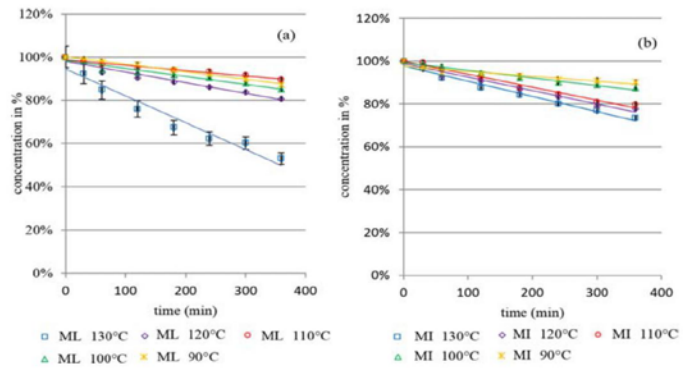 120%
100%
80%
60%
40%
20%
0%
concentration in %
(a)
0 100 200 300 400
time (min)
ML 130°C ML 120°C ML 110°C
ML 100°C ML 90°C
120%
100%
80%
60%
40%
20%
0%
concentration in %
(b)
0 100 200 300 400
time (min)
MI 130°C MI 120°C MI 110°C
MI 100°C MI 90°C